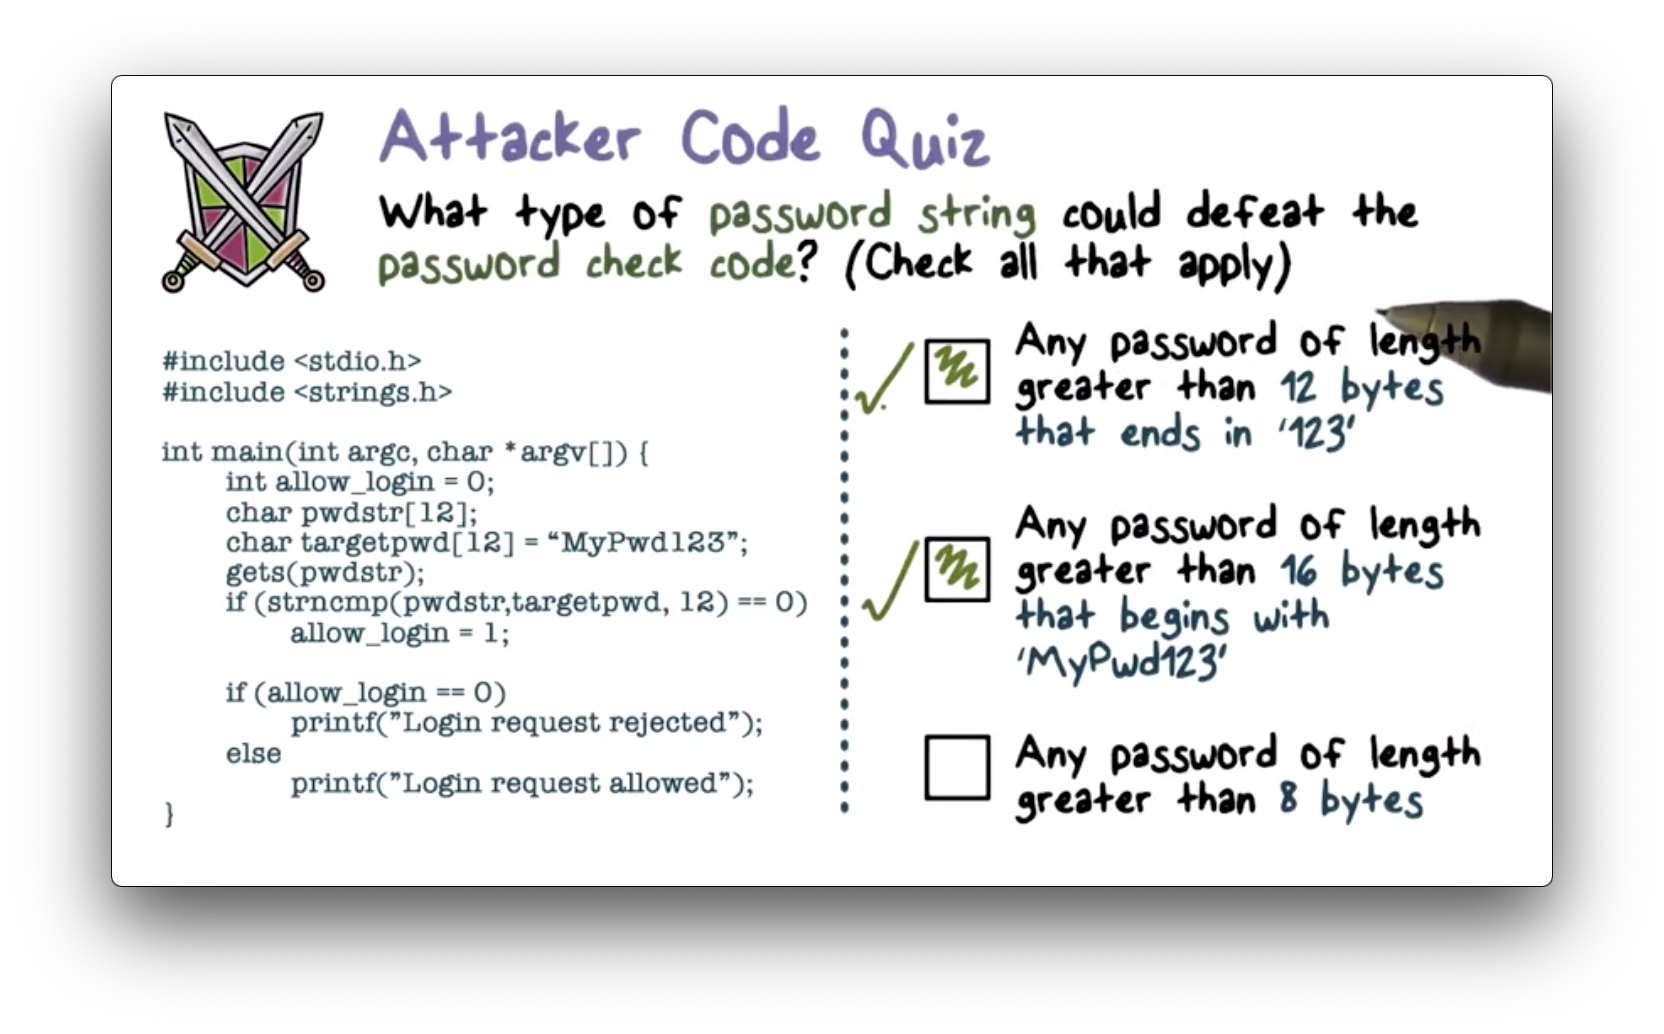 Attacker Code Quiz
What type of password string could defeat the
password check code? (Check all that apply)
#include <stdio.h>
#include <strings.h>
int main(int argc, char *argv[]) {
int allow_login = 0;
char pwdstr[12];
char targetpwd[12] = “MyPwd123”;
gets(pwdstr);
if (strncmp(pwdstr,targetpwd, 12) == 0)
allow_login = 1;
if (allow_login == 0)
printf(”Login request rejected”);
else
printf(”Login request allowed”);
}
Any password of length
greater than 12 bytes
that ends in ‘123’
Any password of length
greater than 16 bytes
that begins with
‘MyPwd123’
Any password of length
greater than 8 bytes